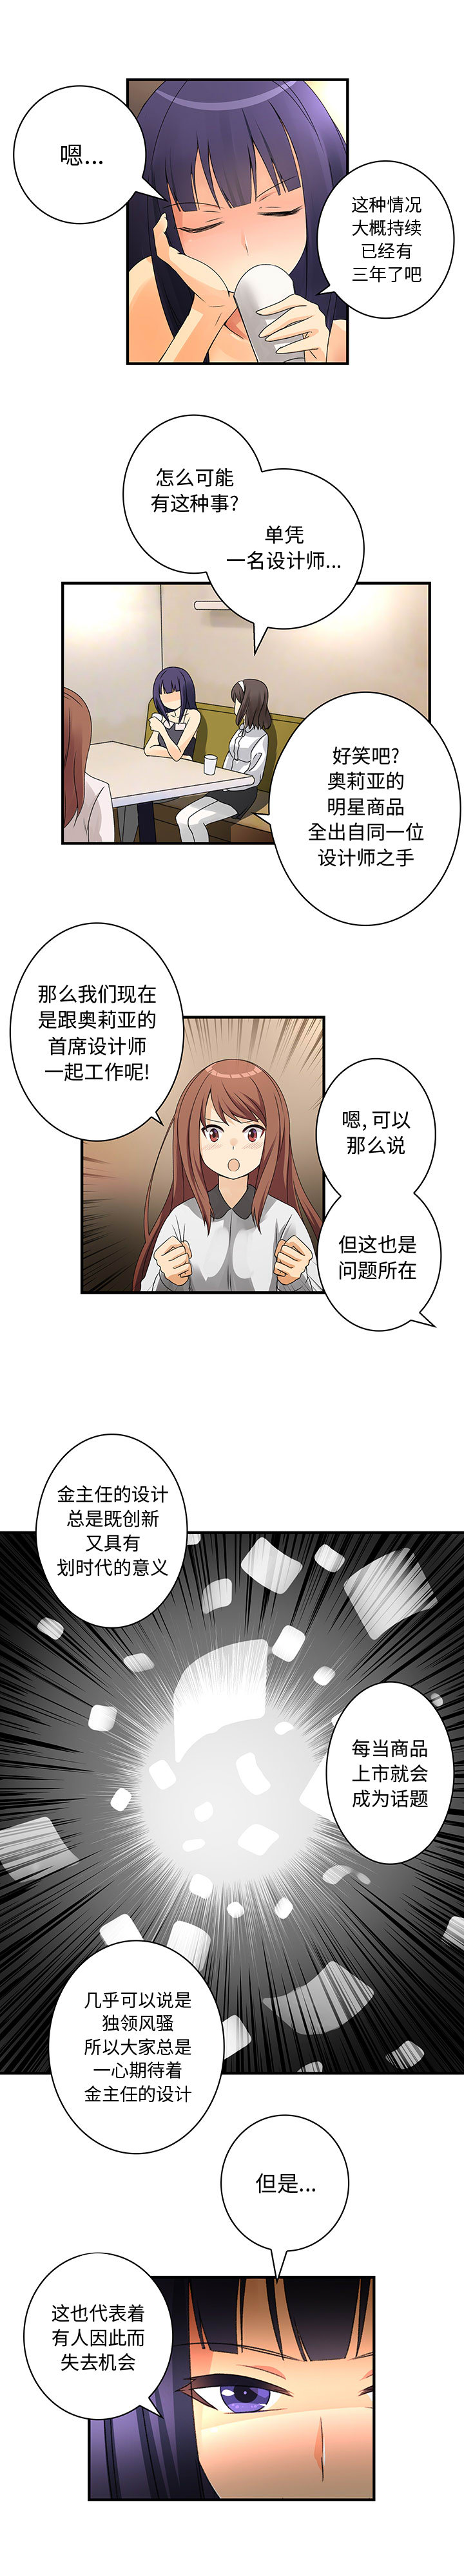 嗯...
这种情况
大概持续
已经有
三年了吧
怎么可能
有这种事?
单凭
一名设计师...
好笑吧?
奥莉亚的
明星商品
全出自同一位
设计师之手
那么我们现在
是跟奥莉亚的
首席设计师
一起工作呢!
嗯, 可以
那么说
但这也是
问题所在
金主任的设计
总是既创新
又具有
划时代的意义
每当商品
上市就会
成为话题
几乎可以说是
独领风骚
所以大家总是
一心期待着
金主任的设计
但是...
这也代表着
有人因此而
失去机会